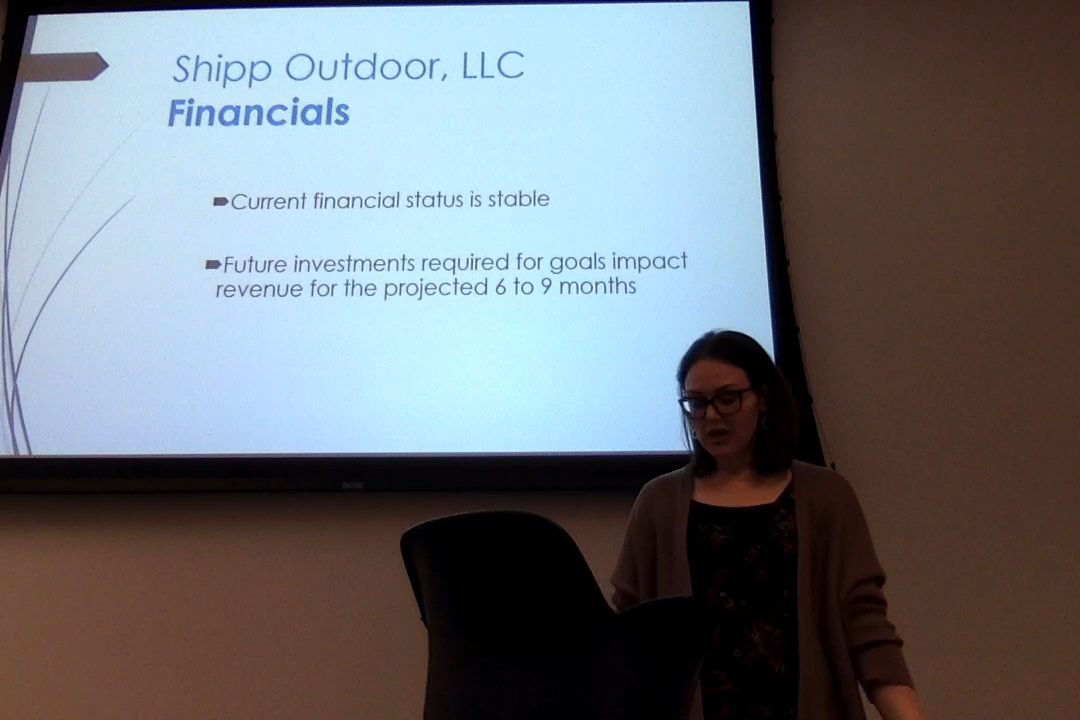 Shipp Outdoor, LLC
Financials
Current financial status is stable
Future investments required for goals impact
revenue for the projected 6 to 9 months